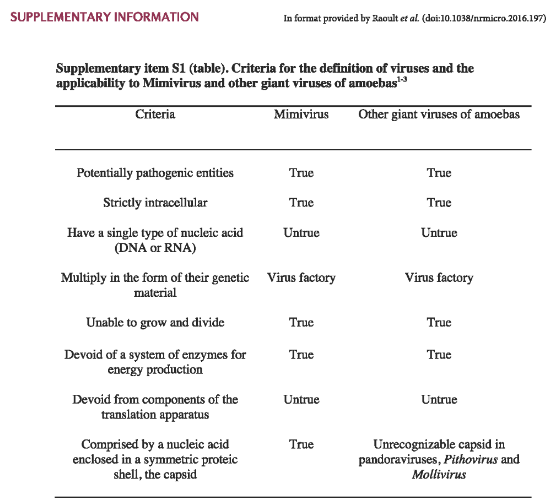 SUPPLEMENTARY INFORMATION
In format provided by Raoult et al. (doi:10.1038/nrmicro.2016.197)
Supplementary item S1 (table). Criteria for the definition of viruses and the
applicability to Mimivirus and other giant viruses of amoebas1-3
Criteria Mimivirus Other giant viruses of amoebas
Potentially pathogenic entities True True
Strictly intracellular True True
Have a single type of nucleic acid Untrue Untrue
(DNA or RNA)
Multiply in the form of their genetic Virus factory Virus factory
material
Unable to grow and divide True True
Devoid of a system of enzymes for True True
energy production
Devoid from components of the Untrue Untrue
translation apparatus
Comprised by a nucleic acid True Unrecognizable capsid in
enclosed in a symmetric proteic pandoraviruses, Pithovirus and
shell, the capsid Mollivirus